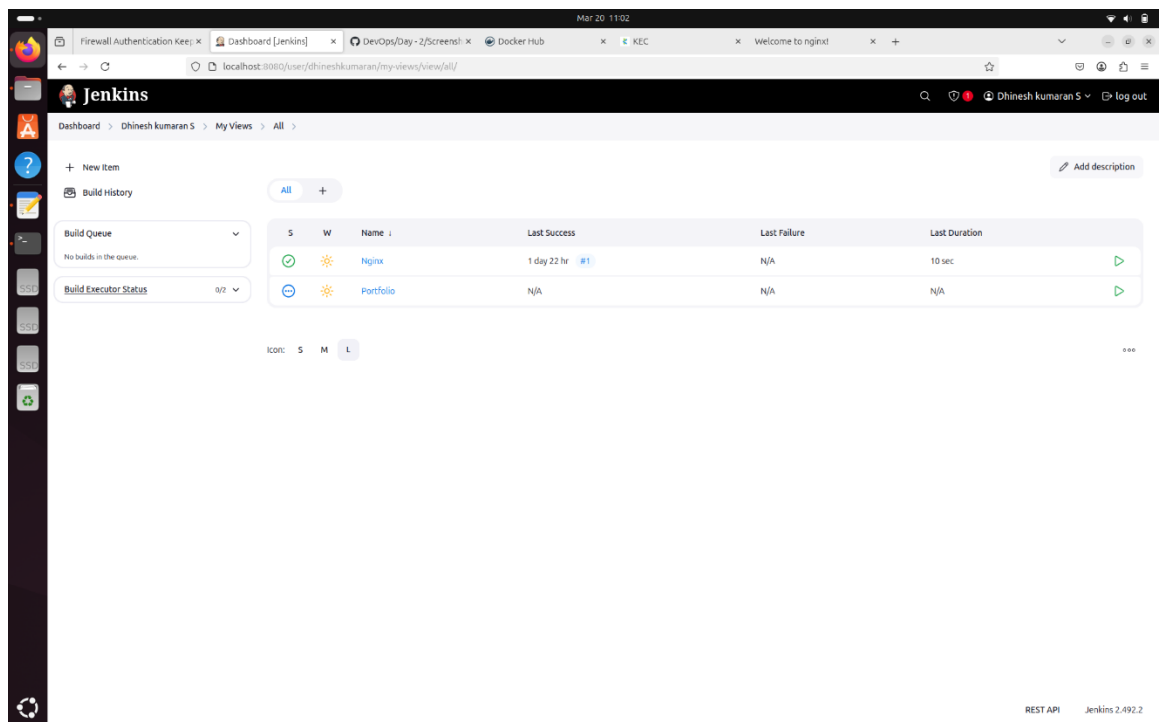 Mar 20 11:02
Firewall Authentication Keep Dashboard [Jenkins] DevOps/Day - 2/Screensh Docker Hub KEC Welcome to nginx!
localhost:8080/user/dhineshkumaran/my-views/view/all/
Jenkins 1 Dhinesh kumaran S log out
Dashboard > Dhinesh kumaran S > My Views > All >
+ New Item
Add description
Build History
All +
Build Queue
No builds in the queue.
Build Executor Status 0/2
S W Name ↓ Last Success Last Failure Last Duration
Nginx 1 day 22 hr #1 N/A 10 sec
Portfolio N/A N/A N/A
Icon: S M L
SSD
SSD
SSD
REST API Jenkins 2.492.2